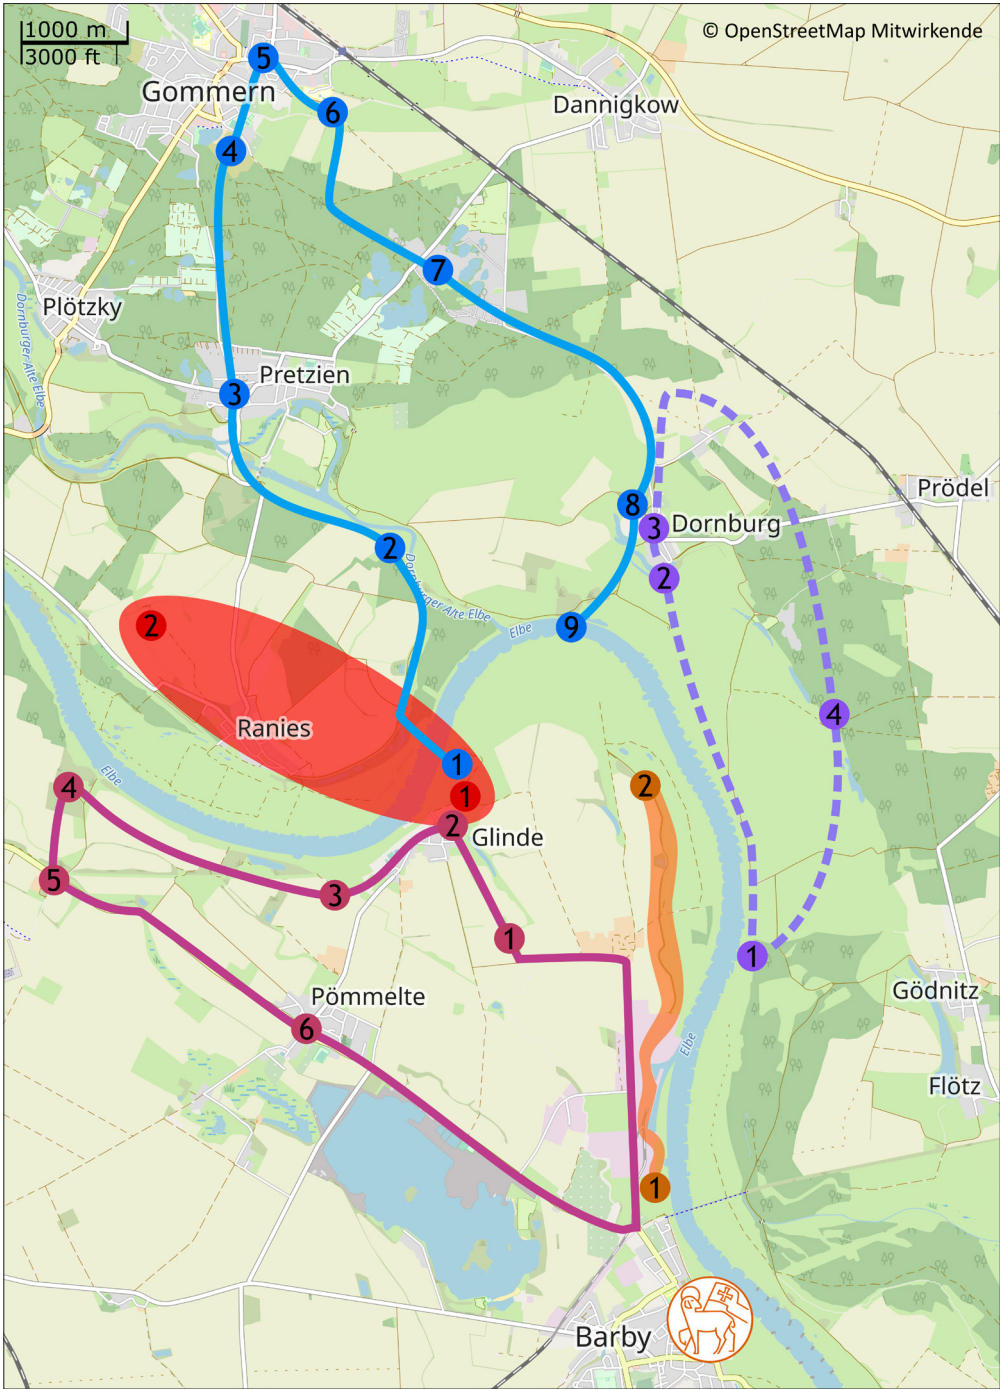 1000 m
3000 ft
© OpenStreetMap Mitwirkende
5
Gommern
6
Dannigkow
4
7
Plötzky
Dornburger Alte Elbe
Pretzien
3
8
Prödel
3
Dornburg
2
2
Dornburger Alte Elbe
2
Elbe
9
4
Ranies
1
Elbe
4
1
2
2
Glinde
5
3
1
1
Pömmelte
Gödnitz
6
Elbe
Flötz
1
Barby